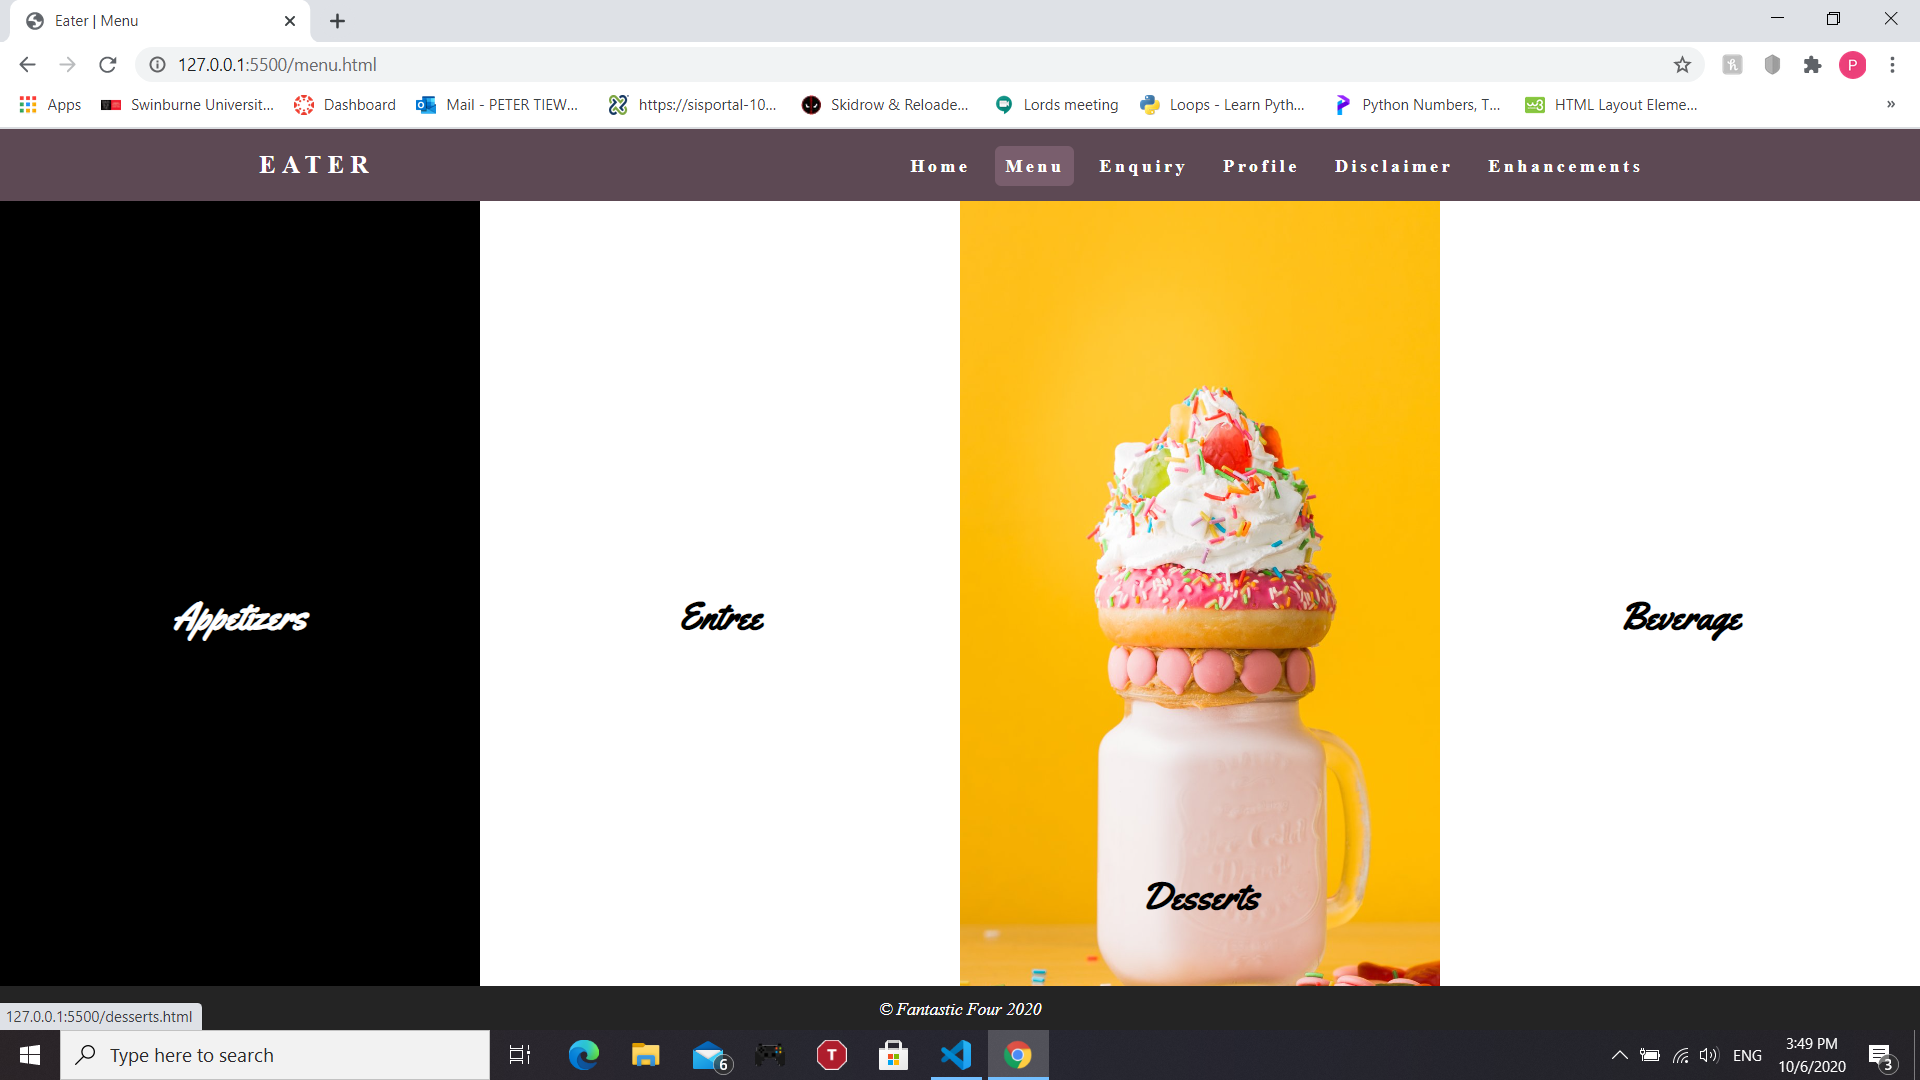 Eater | Menu
127.0.0.1:5500/menu.html
P
Apps Swinburne Universit... Dashboard Mail - PETER TIEW... https://sisportal-10... Skidrow & Reloade... Lords meeting Loops - Learn Pyth... Python Numbers, T... HTML Layout Eleme... »
EATER Home Menu Enquiry Profile Disclaimer Enhancements
Appetizers Entree Beverage
Desserts
© Fantastic Four 2020
127.0.0.1:5500/desserts.html
Type here to search 6 T ENG 3:49 PM
10/6/2020 3